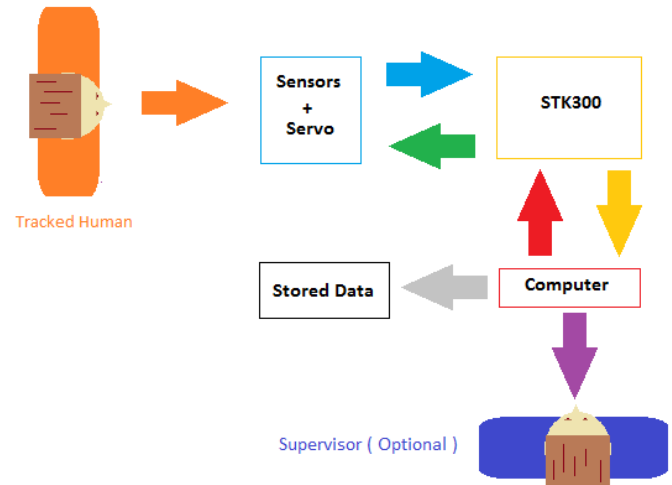 Sensors
+
Servo
STK300
Tracked Human
Stored Data
Computer
Supervisor ( Optional )